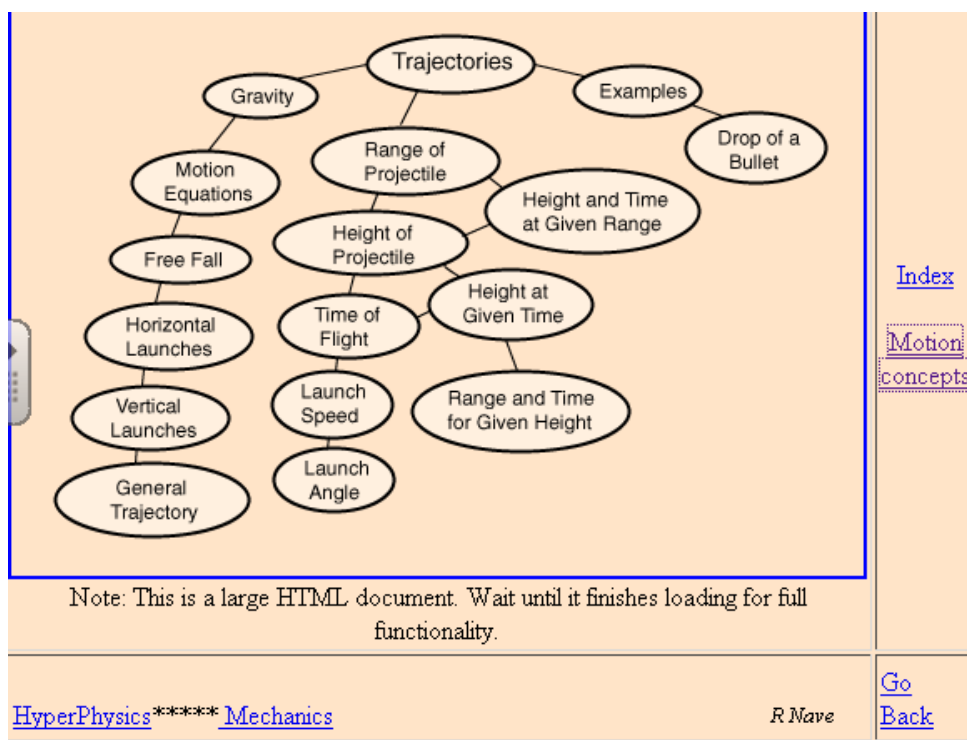 Trajectories
Gravity
Examples
Drop of a
Bullet
Range of
Projectile
Motion
Equations
Height and Time
at Given Range
Height of
Projectile
Free Fall
Height at
Given Time
Time of
Flight
Horizontal
Launches
Launch
Speed
Range and Time
for Given Height
Vertical
Launches
Launch
Angle
General
Trajectory
Index
Motion
concepts
Note: This is a large HTML document. Wait until it finishes loading for full
functionality.
HyperPhysics***** Mechanics
R Nave
Go
Back